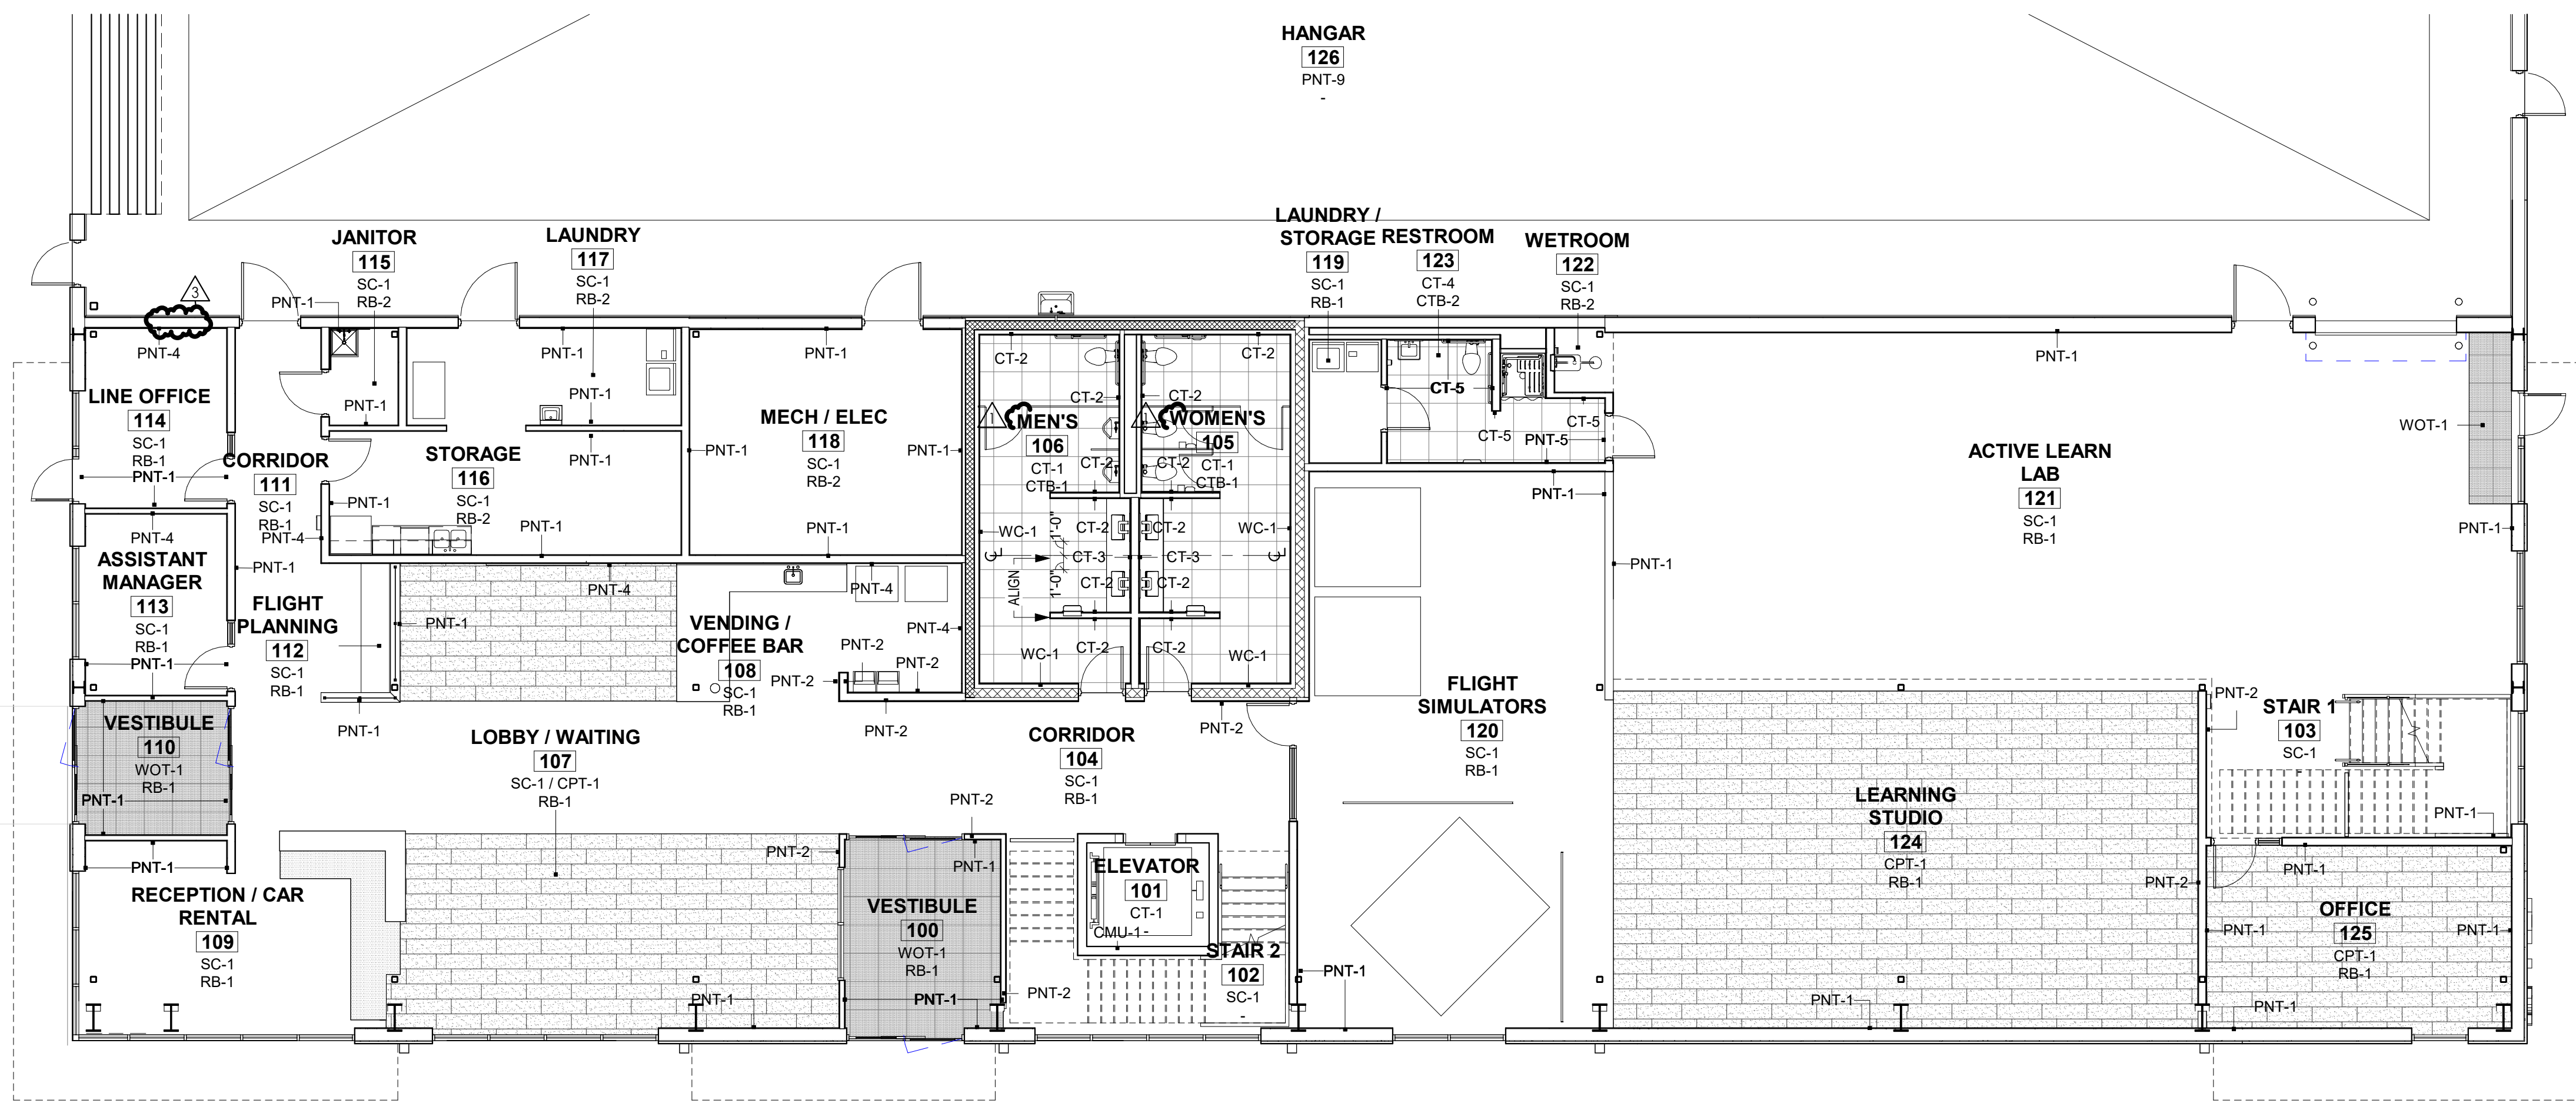 HANGAR
126
PNT-9
-
LAUNDRY /
STORAGE
119
SC-1
RB-1
RESTROOM
123
CT-4
CTB-2
WETROOM
122
SC-1
RB-2
JANITOR
115
SC-1
RB-2
LAUNDRY
117
SC-1
RB-2
3
PNT-1
PNT-4
PNT-1
PNT-1
CT-2
CT-2
PNT-1
LINE OFFICE
114
SC-1
RB-1
PNT-1
PNT-1
PNT-1
MECH / ELEC
118
SC-1
RB-2
PNT-1
PNT-1
CT-2
CT-2
1
MEN'S
106
CT-1
CTB-1
CT-2
1
WOMEN'S
105
CT-1
CTB-1
CT-2
CT-5
CT-5
CT-5
PNT-5
WOT-1
ACTIVE LEARN
LAB
121
SC-1
RB-1
CORRIDOR
111
SC-1
RB-1
PNT-4
STORAGE
116
SC-1
RB-2
PNT-1
PNT-1
PNT-1
PNT-1
PNT-1
PNT-4
ASSISTANT
MANAGER
113
SC-1
RB-1
PNT-1
PNT-1
WC-1
1'-0"
1'-0"
ALIGN
CT-2
CT-2
CT-3
CT-3
CT-2
CT-2
WC-1
PNT-1
PNT-1
FLIGHT
PLANNING
112
SC-1
RB-1
PNT-1
PNT-4
PNT-4
VENDING /
COFFEE BAR
108
SC-1
RB-1
PNT-4
PNT-2
PNT-2
PNT-2
WC-1
CT-2
CT-2
WC-1
VESTIBULE
110
WOT-1
RB-1
PNT-1
PNT-1
PNT-2
PNT-2
LOBBY / WAITING
107
SC-1 / CPT-1
RB-1
CORRIDOR
104
SC-1
RB-1
FLIGHT
SIMULATORS
120
SC-1
RB-1
PNT-2
STAIR 1
103
SC-1
-
PNT-1
PNT-1
RECEPTION / CAR
RENTAL
109
SC-1
RB-1
PNT-2
PNT-2
PNT-1
VESTIBULE
100
WOT-1
RB-1
PNT-1
PNT-1
ELEVATOR
101
CT-1
-
CMU-1
STAIR 2
102
SC-1
-
PNT-2
PNT-1
LEARNING
STUDIO
124
CPT-1
RB-1
PNT-2
PNT-1
PNT-1
OFFICE
125
CPT-1
RB-1
PNT-1
PNT-1
PNT-1